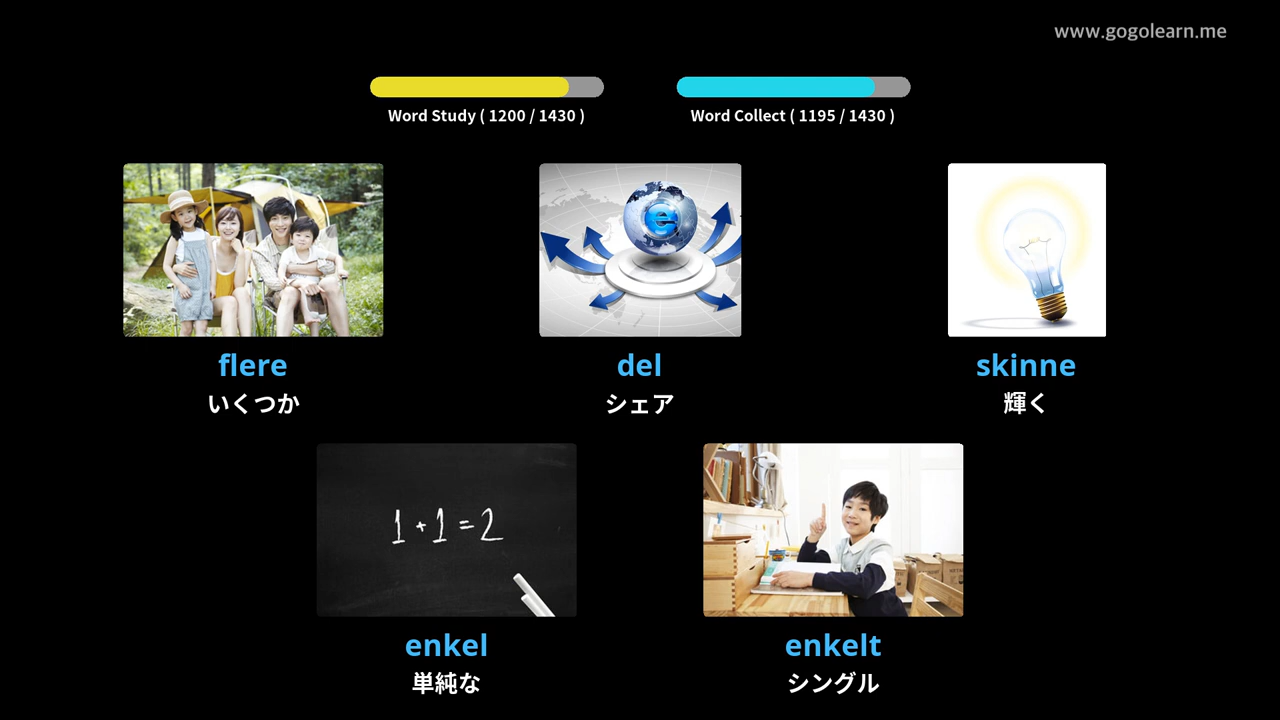 www.gogolearn.me
Word Study ( 1200 / 1430 )
Word Collect ( 1195 / 1430 )
e
flere
いくつか
del
シェア
skinne
輝く
1 + 1 = 2
enkel
単純な
enkelt
シングル